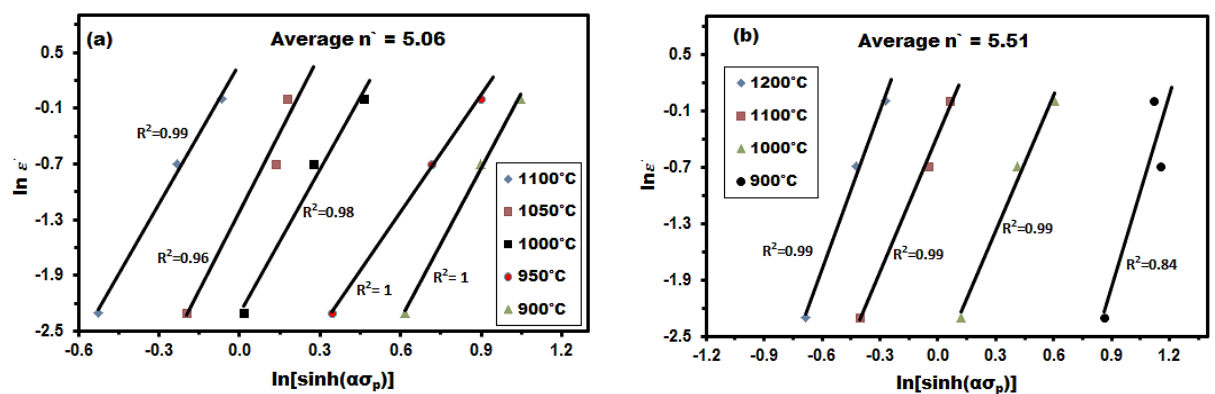 (a)
Average n` = 5.06
0.5
-0.1
-0.7
-1.3
-1.9
-2.5
ln ε˙
R²=0.99
R²=0.96
R²=0.98
R²= 1
R²= 1
1100°C
1050°C
1000°C
950°C
900°C
-0.6
-0.3
0.0
0.3
0.6
0.9
1.2
ln[sinh(ασp)]
(b)
Average n` = 5.51
0.5
-0.1
-0.7
-1.3
-1.9
-2.5
lnε˙
1200°C
1100°C
1000°C
900°C
R²=0.99
R²=0.99
R²=0.99
R²=0.84
-1.2
-0.9
-0.6
-0.3
0.0
0.3
0.6
0.9
1.2
ln[sinh(ασp)]